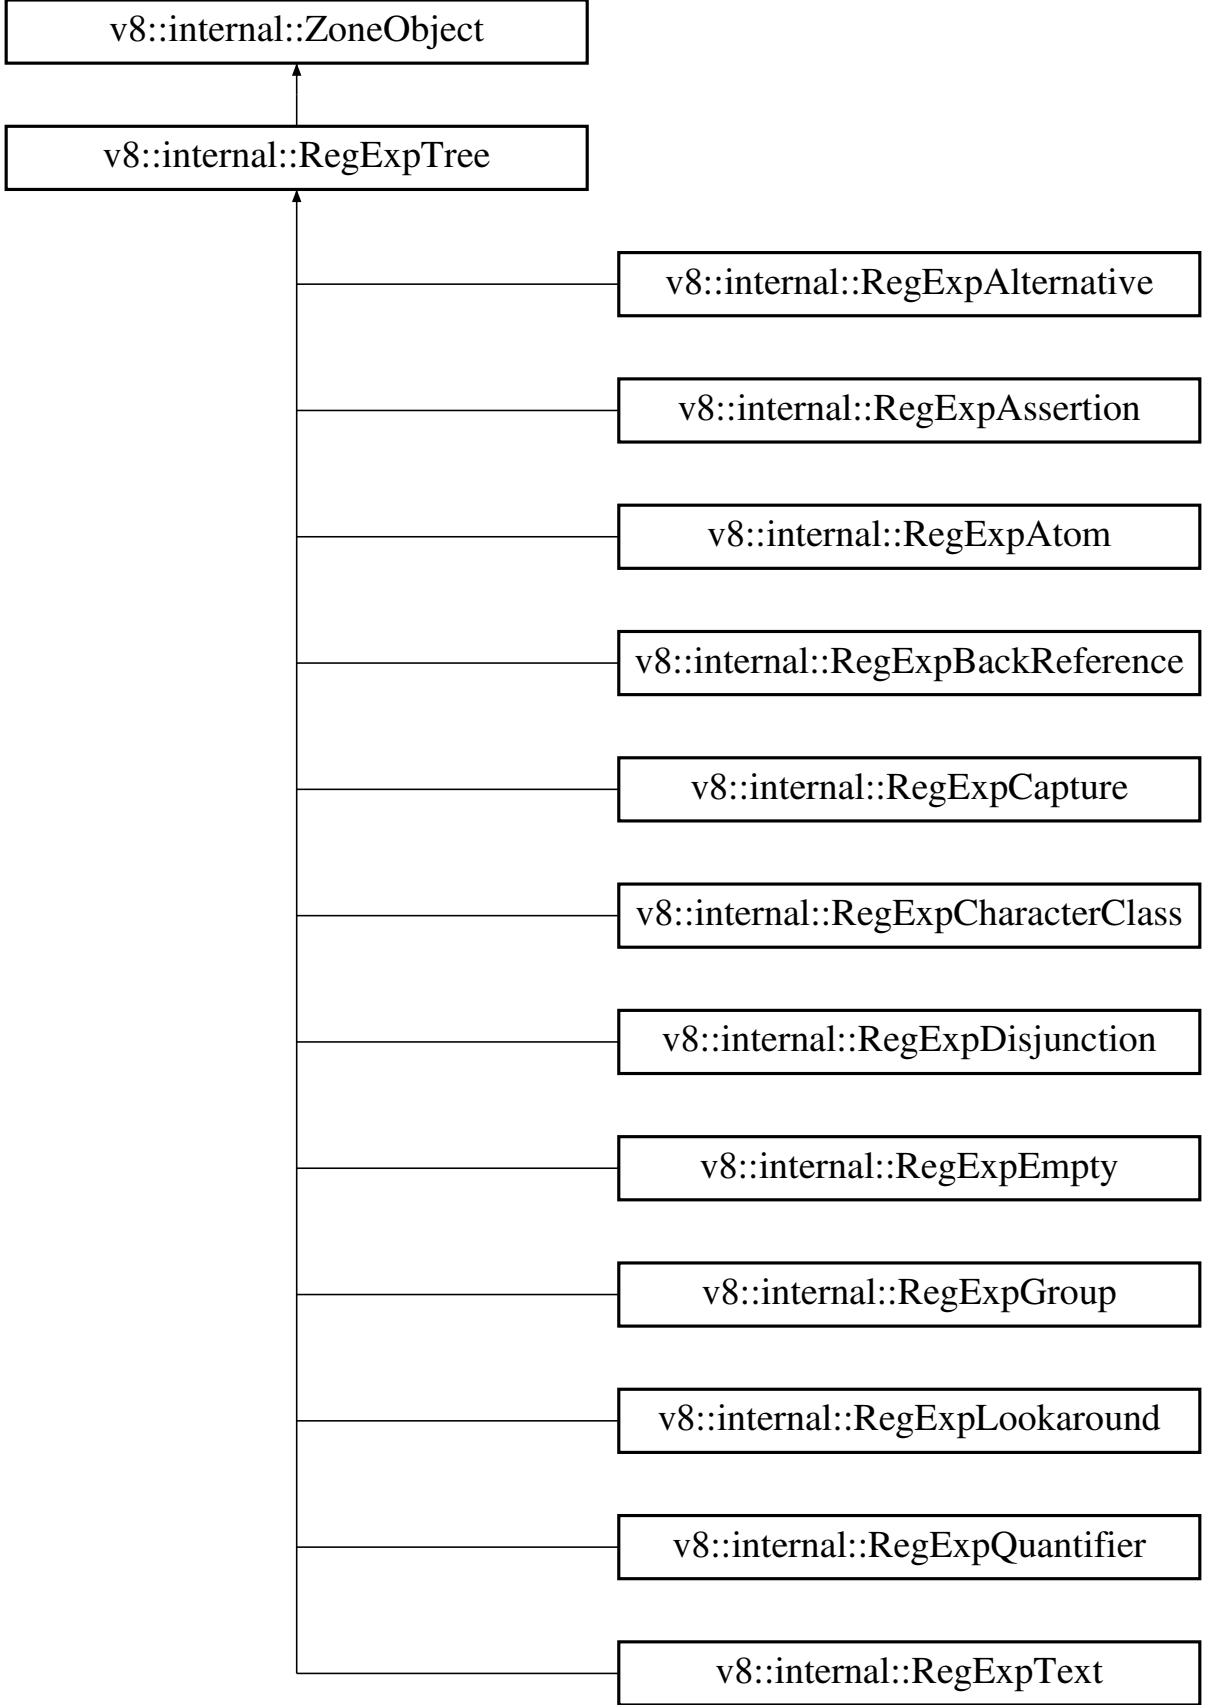 v8::internal::ZoneObject
v8::internal::RegExpTree
v8::internal::RegExpAlternative
v8::internal::RegExpAssertion
v8::internal::RegExpAtom
v8::internal::RegExpBackReference
v8::internal::RegExpCapture
v8::internal::RegExpCharacterClass
v8::internal::RegExpDisjunction
v8::internal::RegExpEmpty
v8::internal::RegExpGroup
v8::internal::RegExpLookaround
v8::internal::RegExpQuantifier
v8::internal::RegExpText